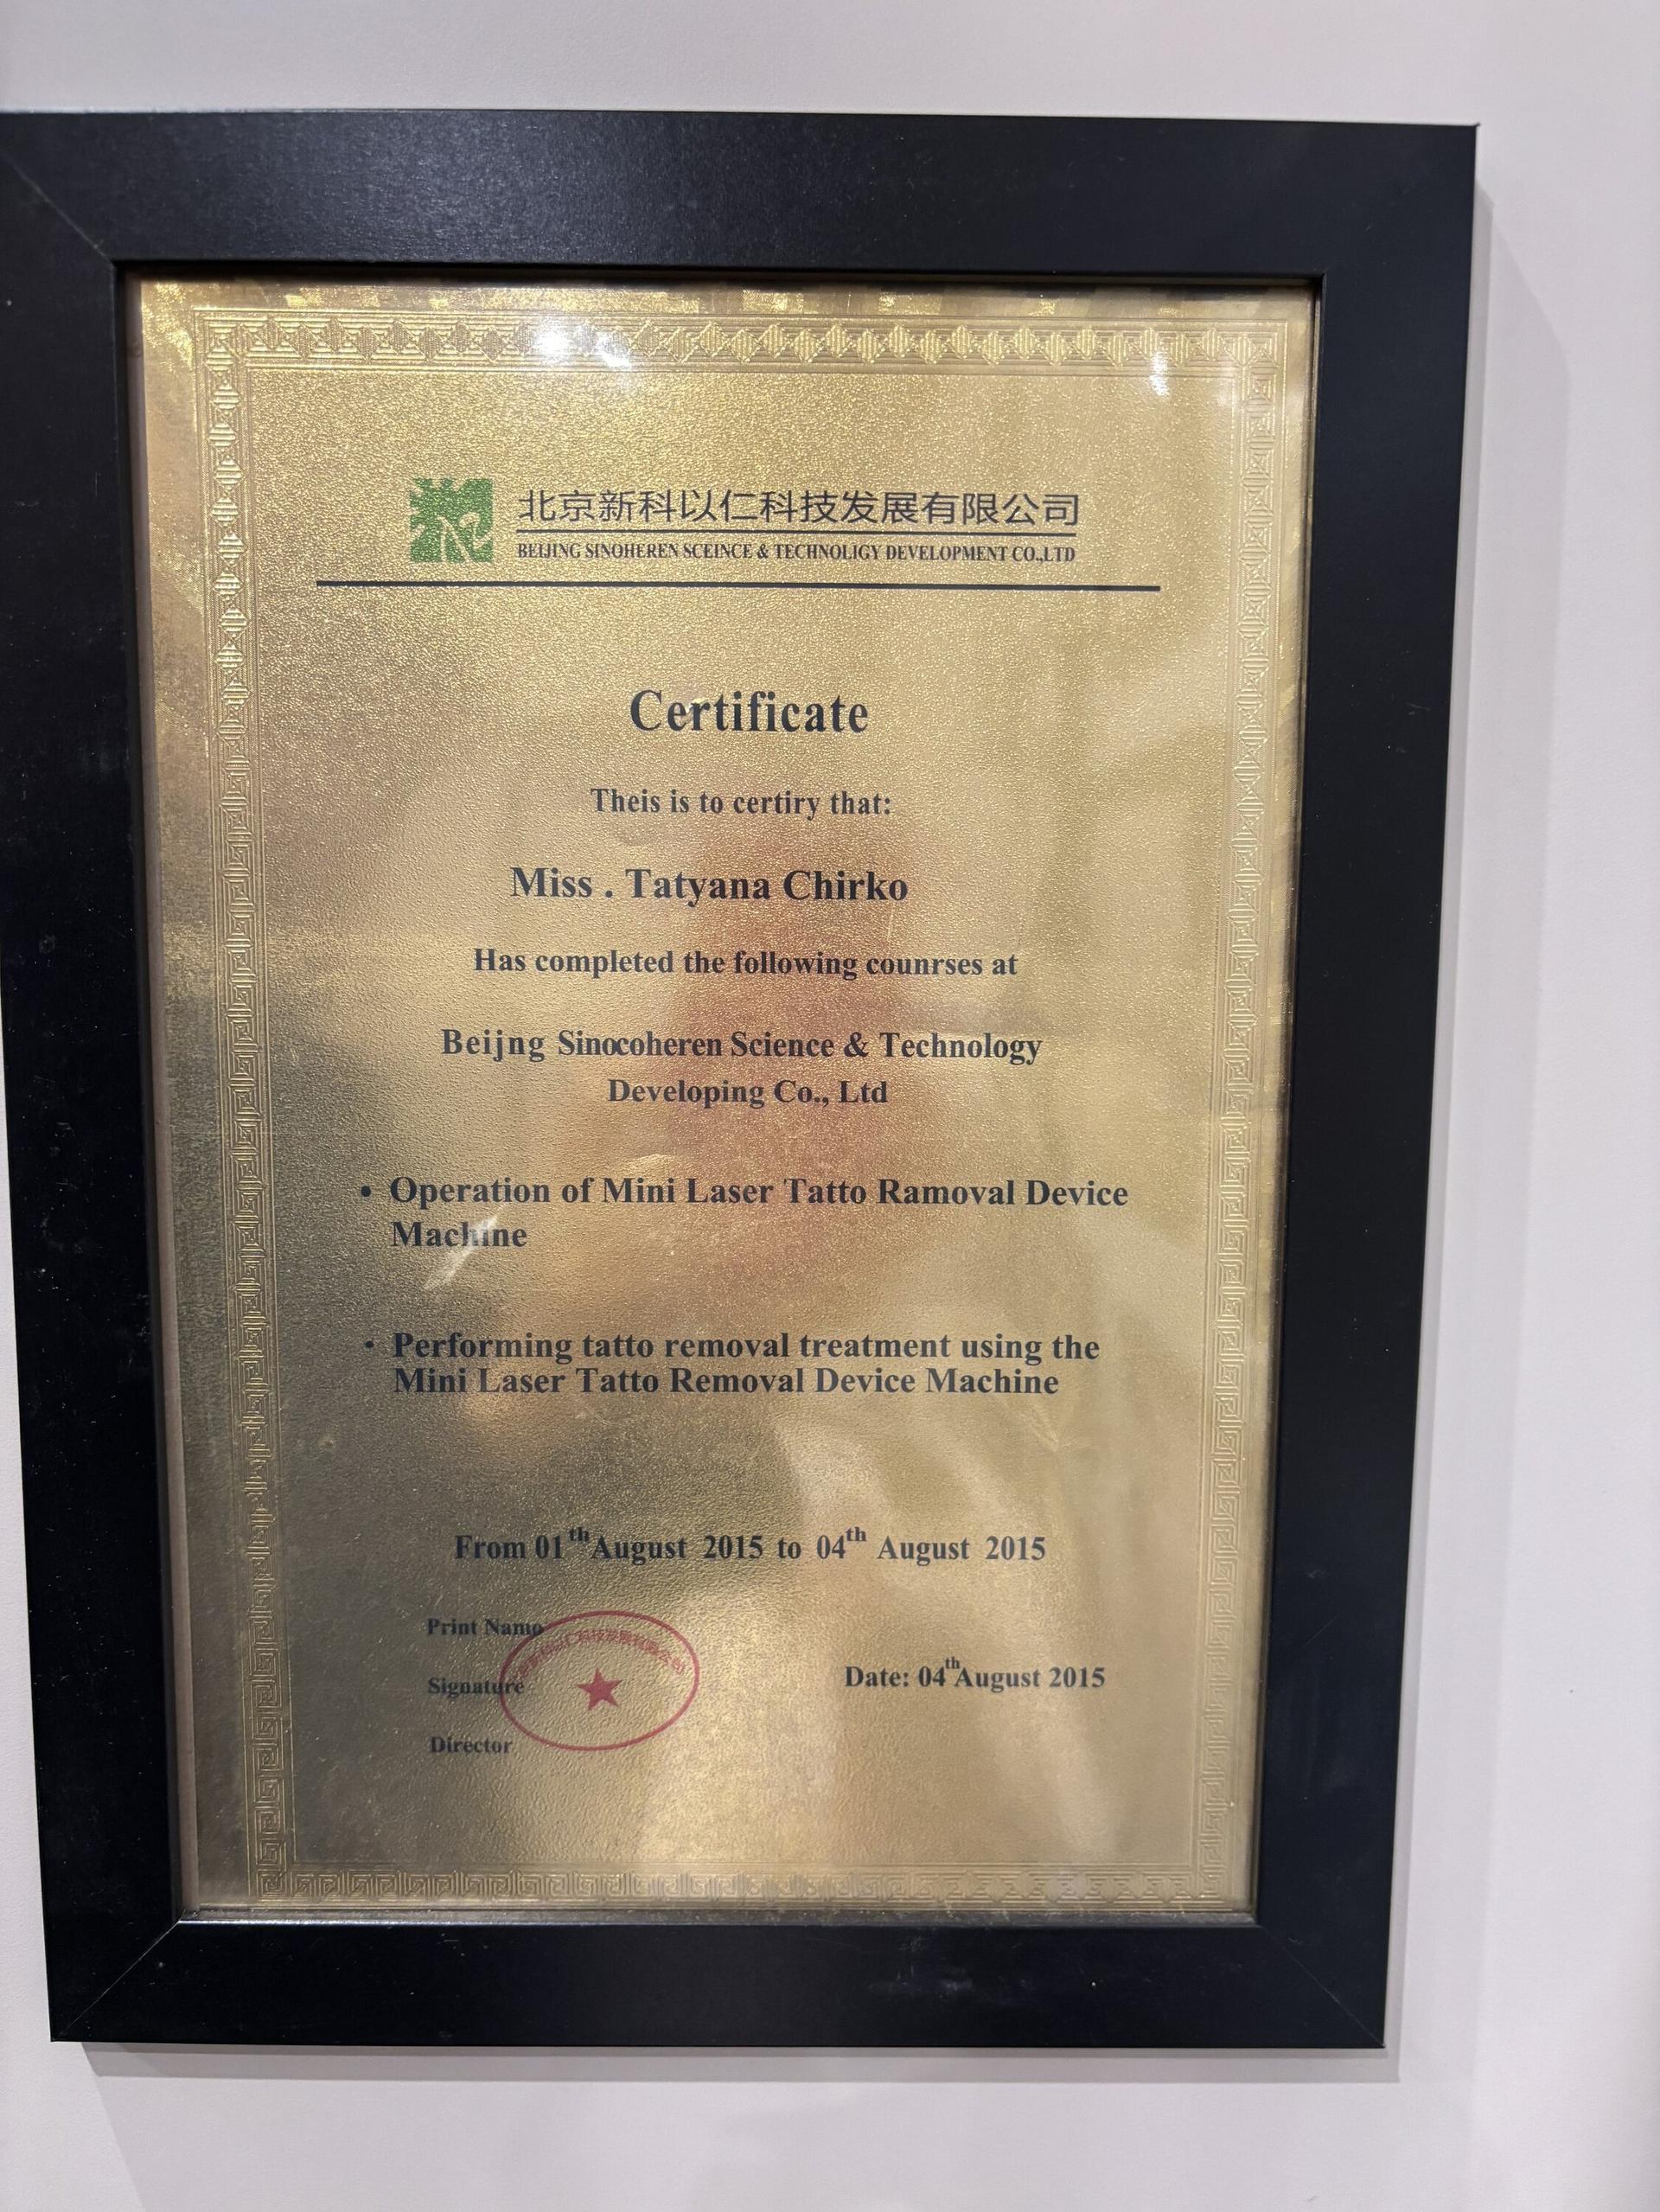 北京新科以仁科技发展有限公司
BEIJING SINOHEREN SCEINCE & TECHNOLIGY DEVELOPMENT CO.,LTD
Certificate
Theis is to certiry that:
Miss . Tatyana Chirko
Has completed the following counrses at
Beijng Sinocoheren Science & Technology
Developing Co., Ltd
• Operation of Mini Laser Tatto Ramoval Device
Machine
• Performing tatto removal treatment using the
Mini Laser Tatto Removal Device Machine
From 01th August 2015 to 04th August 2015
Print Name
Signature
Date: 04th August 2015
Director